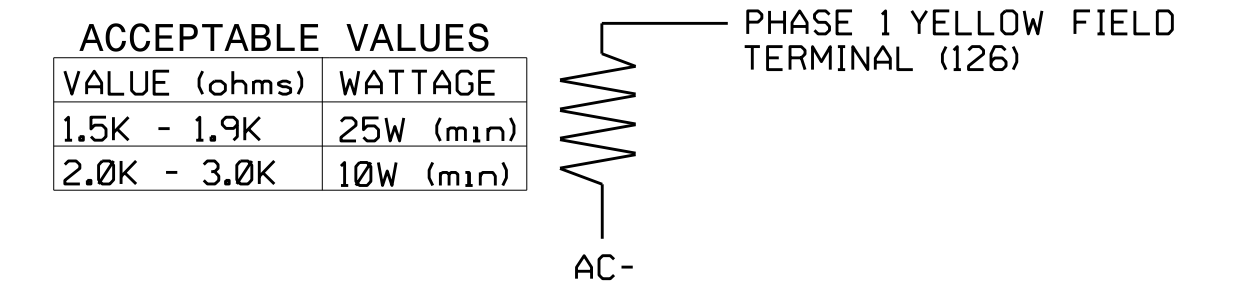 ACCEPTABLE VALUES
VALUE (ohms) WATTAGE
1.5K - 1.9K 25W (min)
2.0K - 3.0K 10W (min)
PHASE 1 YELLOW FIELD
TERMINAL (126)
AC-